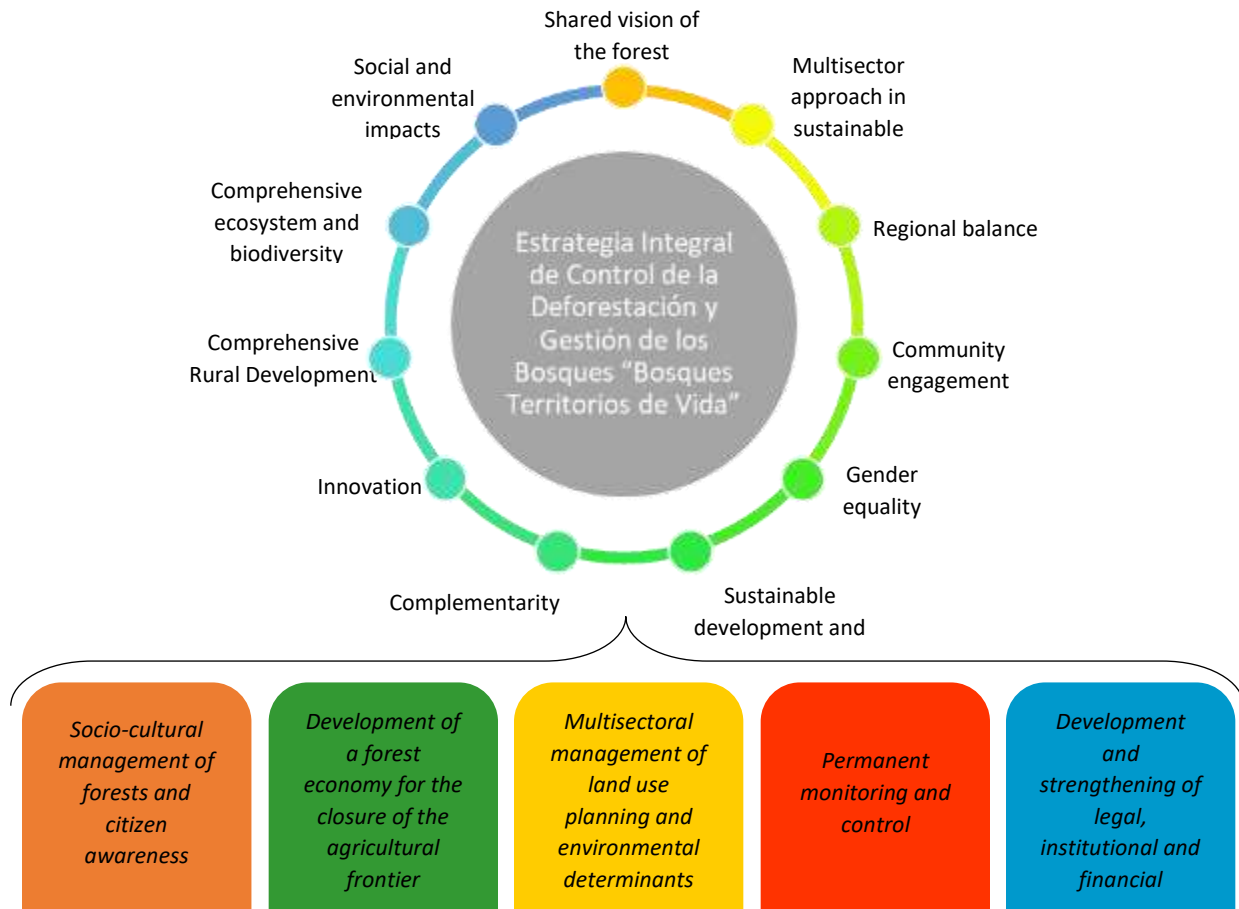 Shared vision of
the forest
Multisector
approach in
sustainable
Regional balance
Community
engagement
Gender
equality
Sustainable
development and
Complementarity
Innovation
Comprehensive
Rural Development
Comprehensive
ecosystem and
biodiversity
Social and
environmental
impacts
Estrategia Integral
de Control de la
Deforestación y
Gestión de los
Bosques “Bosques
Territorios de Vida”
Socio-cultural
management of
forests and
citizen
awareness
Development of
a forest
economy for the
closure of the
agricultural
frontier
Multisectoral
management of
land use
planning and
environmental
determinants
Permanent
monitoring and
control
Development
and
strengthening of
legal,
institutional and
financial